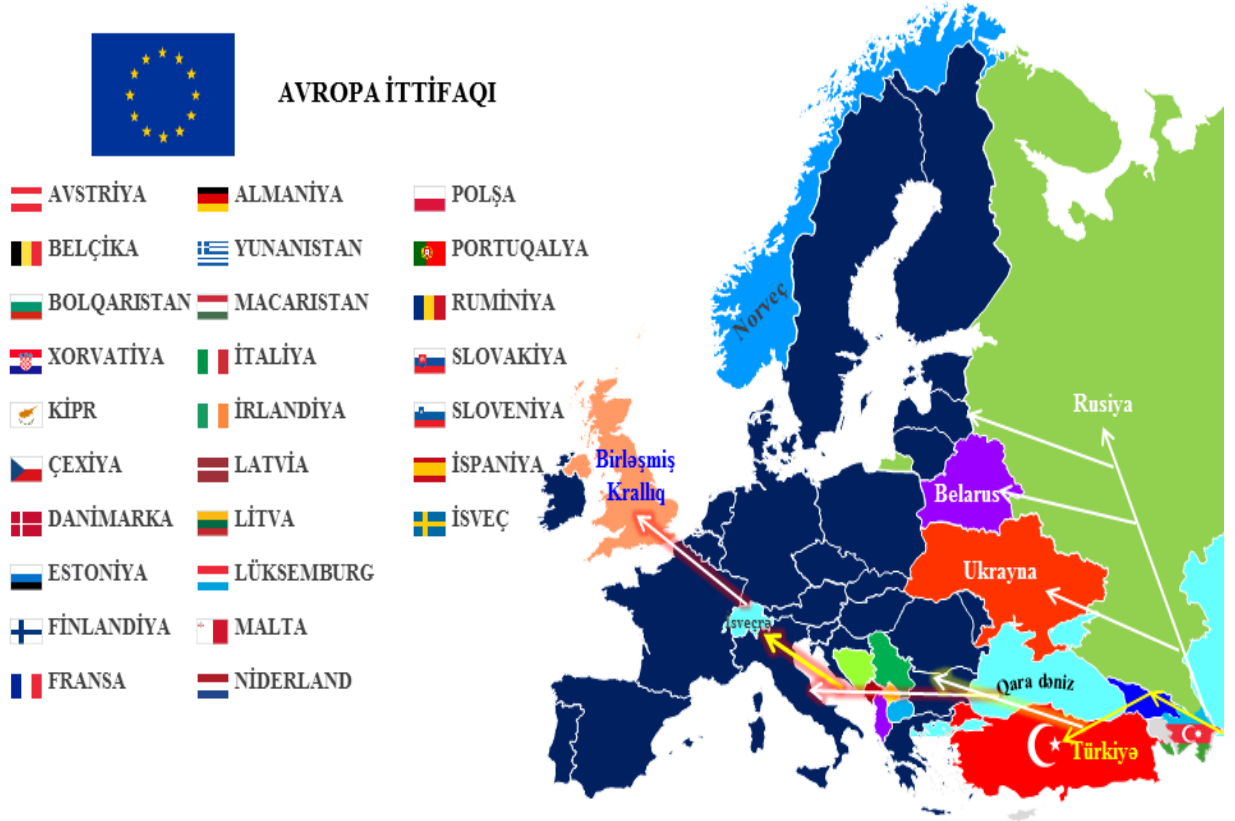 AVROPA İTTİFAQI
AVSTRİYA
BELÇİKA
BOLQARISTAN
XORVATİYA
KİPR
ÇEXİYA
DANİMARKA
ESTONİYA
FİNLANDİYA
FRANSA
ALMANİYA
YUNANISTAN
MACARISTAN
İTALİYA
İRLANDİYA
LATVİA
LİTVA
LÜKSEMBURG
MALTA
NİDERLAND
POLŞA
PORTUQALYA
RUMİNİYA
SLOVAKİYA
SLOVENİYA
İSPANİYA
İSVEÇ
Norveç
Rusiya
Birləşmiş
Krallıq
Belarus
Ukrayna
İsveçrə
Qara dəniz
Türkiyə